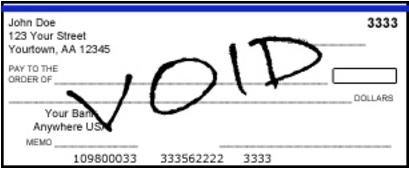 John Doe
3333
123 Your Street
Yourtown, AA 12345
VOID
PAY TO THE
ORDER OF
DOLLARS
Your Bank
Anywhere USA
MEMO
109800033 333562222 3333